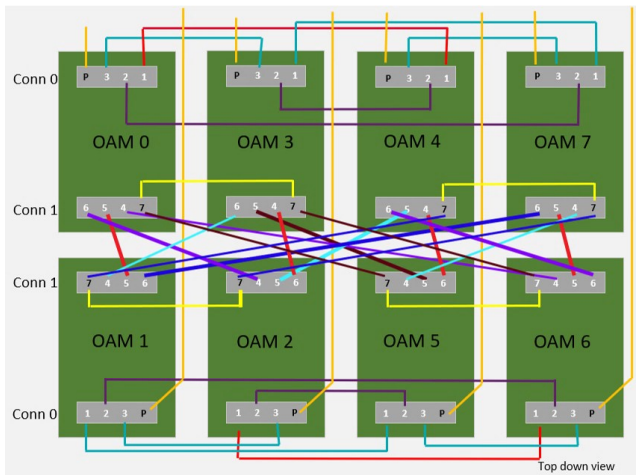 Conn 0
P 3 2 1
P 3 2 1
P 3 2 1
P 3 2 1
OAM 0
OAM 3
OAM 4
OAM 7
Conn 1
6 5 4 7
6 5 4 7
6 5 4 7
6 5 4 7
Conn 1
7 4 5 6
7 4 5 6
7 4 5 6
7 4 5 6
OAM 1
OAM 2
OAM 5
OAM 6
Conn 0
1 2 3 P
1 2 3 P
1 2 3 P
1 2 3 P
Top down view